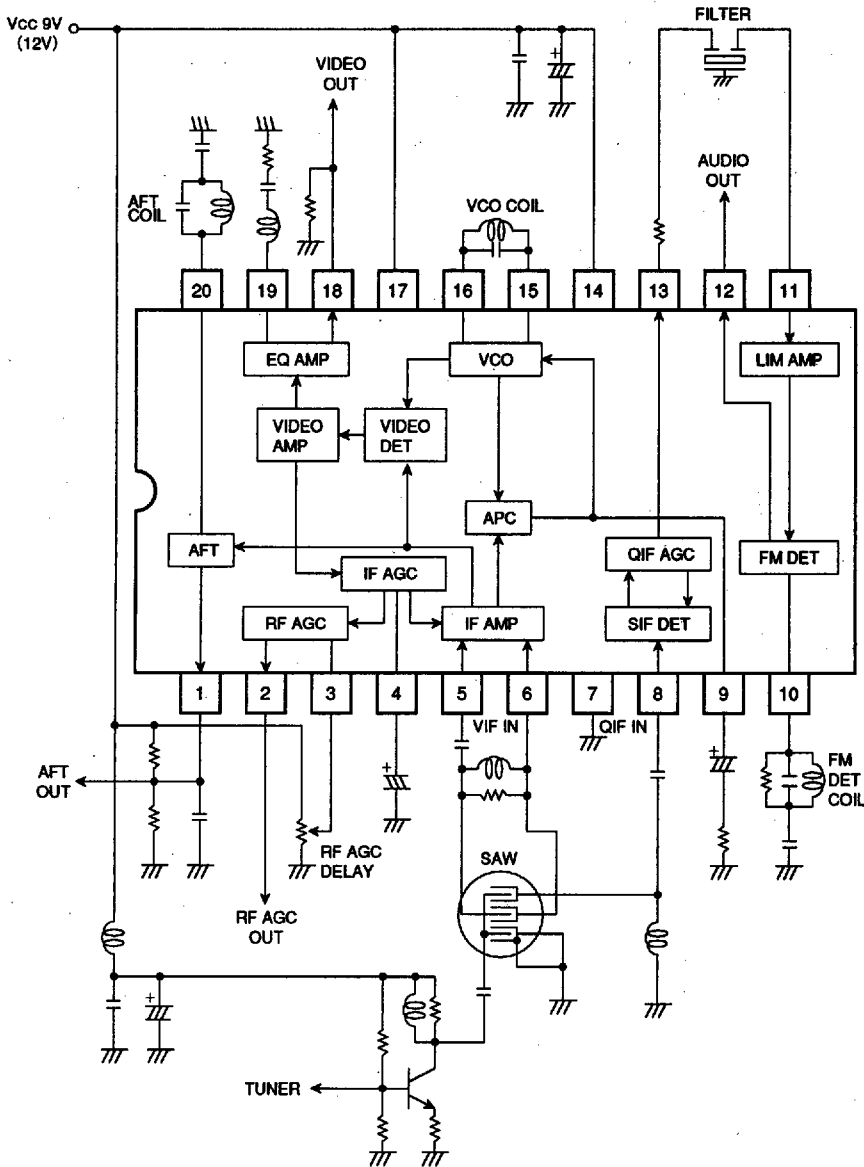 VCC 9V
(12V)
FILTER
VIDEO
OUT
AUDIO
OUT
AFT
COIL
VCO COIL
20
19
18
17
16
15
14
13
12
11
EQ AMP
VCO
LIM AMP
VIDEO
AMP
VIDEO
DET
APC
AFT
IF AGC
QIF AGC
FM DET
RF AGC
IF AMP
SIF DET
1
2
3
4
5
6
7
8
9
10
VIF IN
QIF IN
AFT
OUT
RF AGC
DELAY
FM
DET
COIL
SAW
RF AGC
OUT
TUNER
+
+
+
+